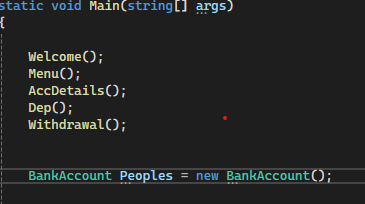 static void Main(string[] args)
{
Welcome();
Menu();
AccDetails();
Dep();
Withdrawal();
BankAccount Peoples = new BankAccount();